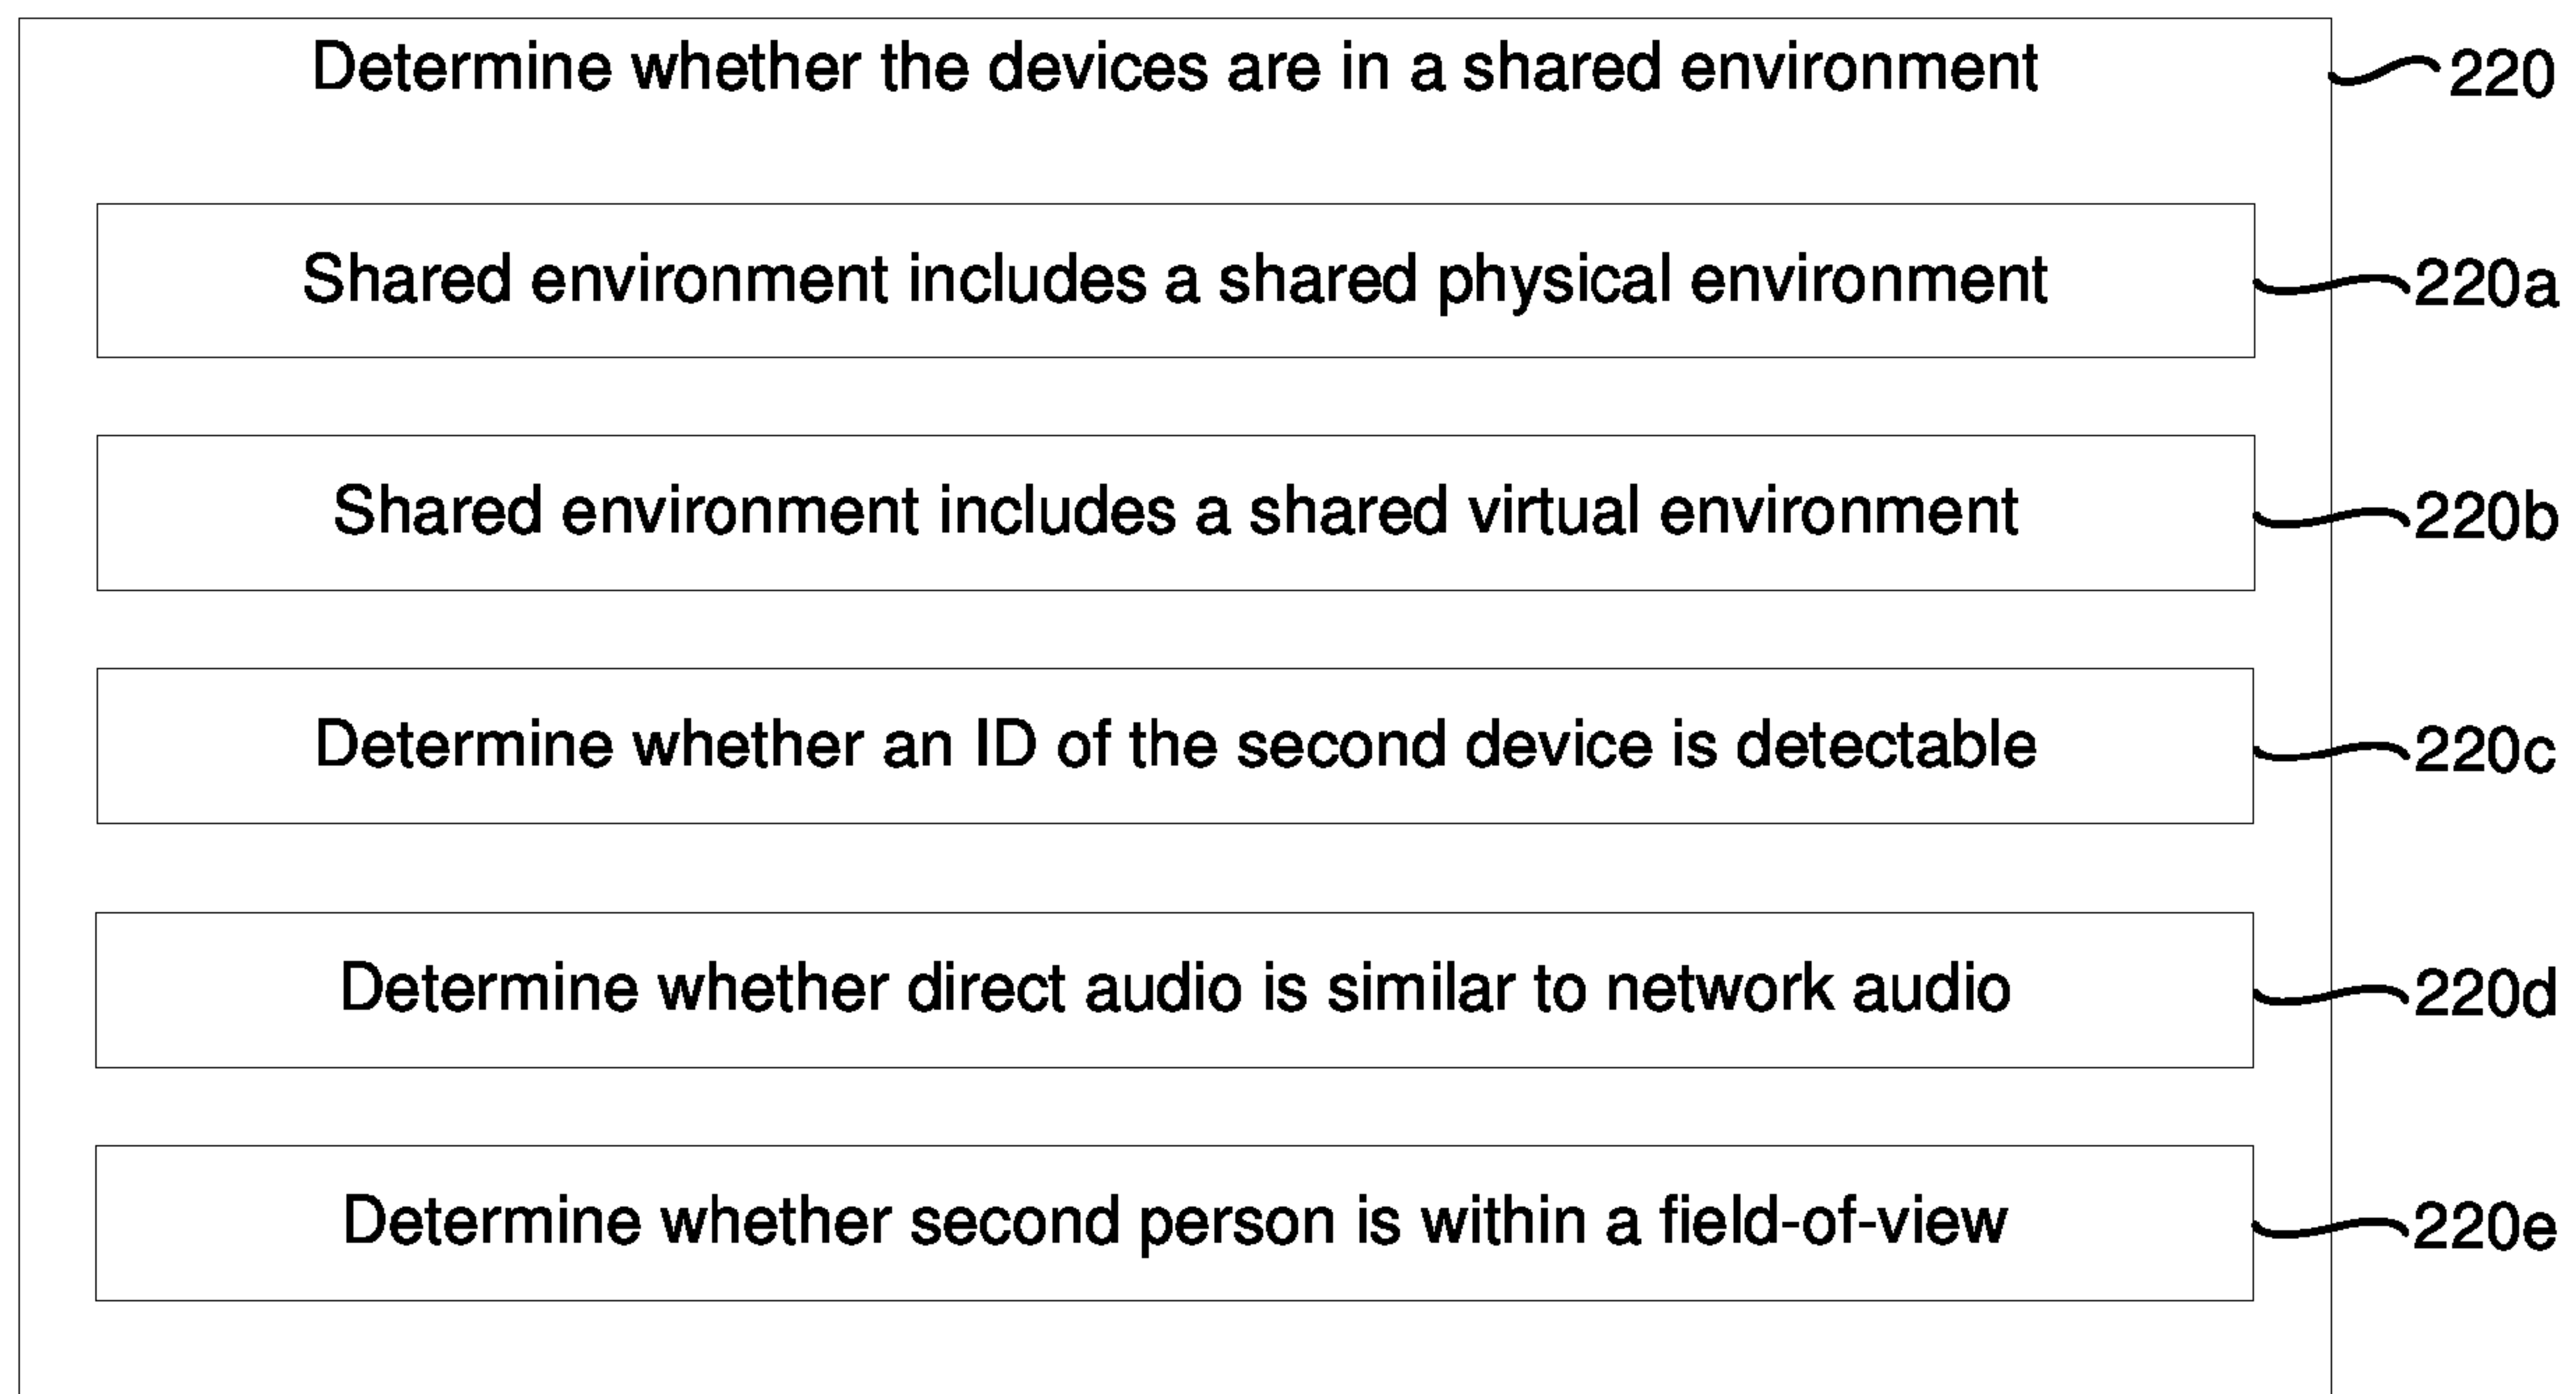 Determine whether the devices are in a shared environment 220
Shared environment includes a shared physical environment 220a
Shared environment includes a shared virtual environment 220b
Determine whether an ID of the second device is detectable 220c
Determine whether direct audio is similar to network audio 220d
Determine whether second person is within a field-of-view 220e